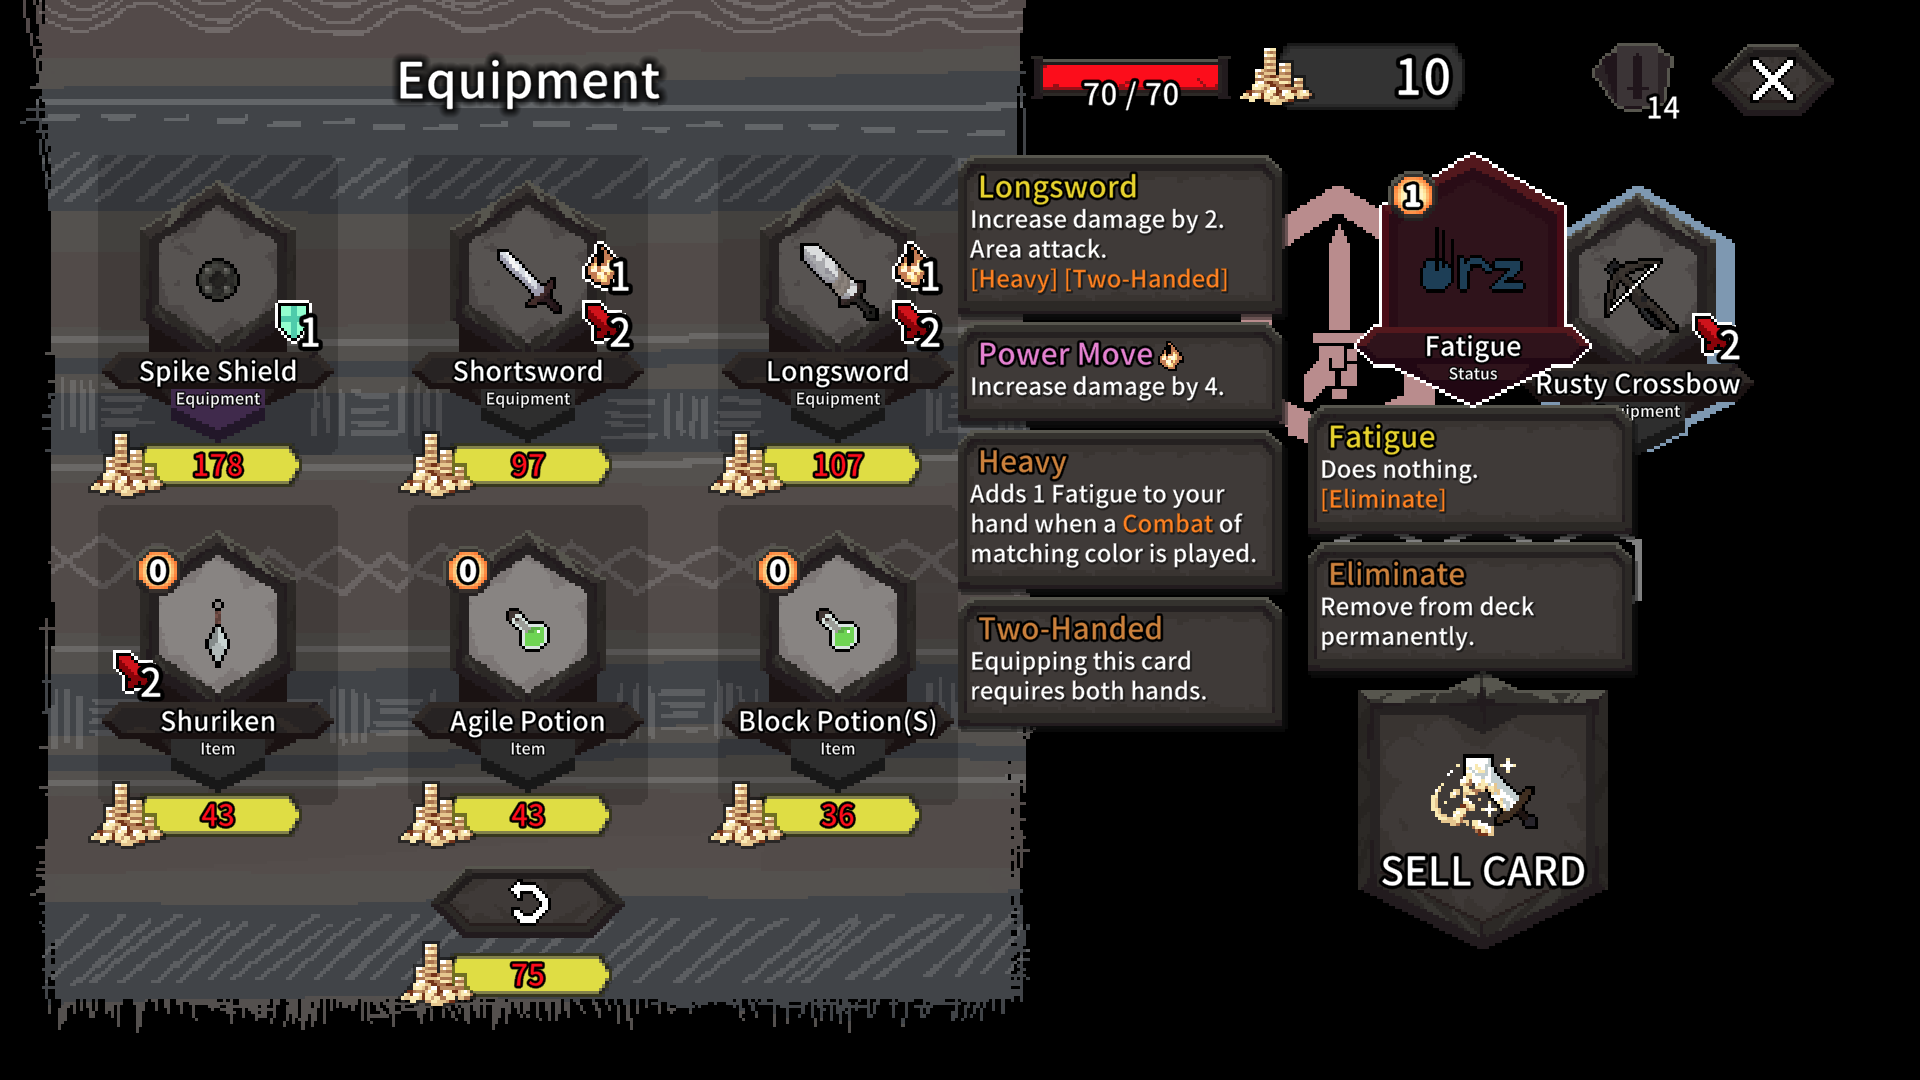 Equipment
70 / 70
10
14
1
Spike Shield
Equipment
178
1
2
Shortsword
Equipment
97
1
2
Longsword
Equipment
107
Longsword
Increase damage by 2.
Area attack.
[Heavy] [Two-Handed]
Power Move
Increase damage by 4.
Heavy
Adds 1 Fatigue to your
hand when a Combat of
matching color is played.
Two-Handed
Equipping this card
requires both hands.
1
orz
Fatigue
Status
2
Rusty Crossbow
ipment
Fatigue
Does nothing.
[Eliminate]
Eliminate
Remove from deck
permanently.
0
2
Shuriken
Item
43
0
Agile Potion
Item
43
0
Block Potion(S)
Item
36
75
SELL CARD